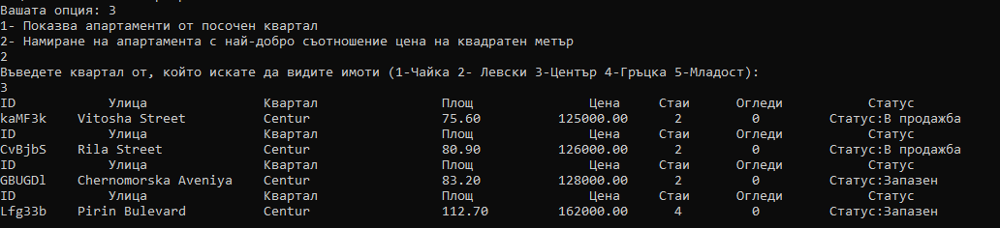 Вашата опция: 3
1- Показва апартаменти от посочен квартал
2- Намиране на апартамента с най-добро съотношение цена на квадратен метър
2
Въведете квартал от, който искате да видите имоти (1-Чайка 2- Левски 3-Център 4-Гръцка 5-Младост):
3
ID Улица Квартал Площ Цена Стаи Огледи Статус
kaMF3k Vitosha Street Centur 75.60 125000.00 2 0 Статус:В продажба
ID Улица Квартал Площ Цена Стаи Огледи Статус
CvBjbS Rila Street Centur 80.90 126000.00 2 0 Статус:В продажба
ID Улица Квартал Площ Цена Стаи Огледи Статус
GBUGDl Chernomorska Aveniya Centur 83.20 128000.00 2 0 Статус:Запазен
ID Улица Квартал Площ Цена Стаи Огледи Статус
Lfg33b Pirin Bulevard Centur 112.70 162000.00 4 0 Статус:Запазен